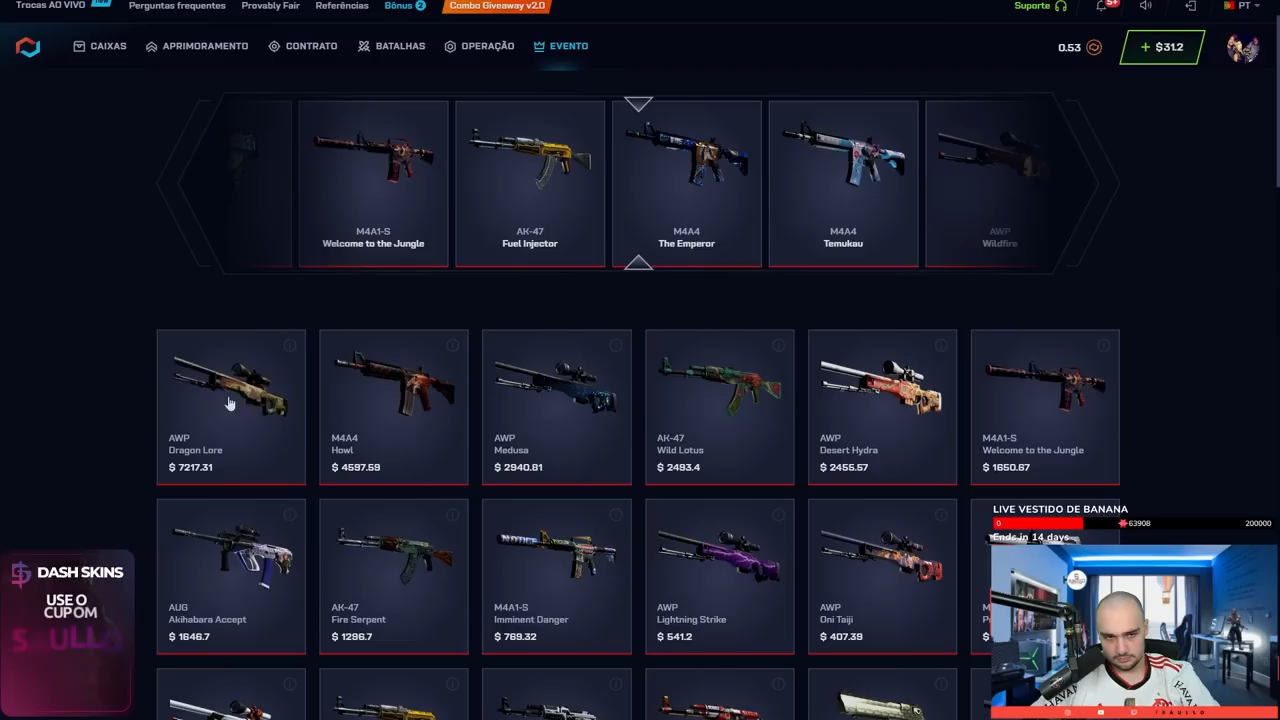 Trocas AO VIVO
Perguntas frequentes
Provably Fair
Referências
Bônus 2
Combo Giveaway v2.0
Suporte
5+
PT
CAIXAS
APRIMORAMENTO
CONTRATO
BATALHAS
OPERAÇÃO
EVENTO
0.53
+ $31.2
M4A1-S
Welcome to the Jungle
AK-47
Fuel Injector
M4A4
The Emperor
M4A4
Temukau
AWP
Wildfire
AWP
Dragon Lore
$ 7217.31
M4A4
Howl
$ 4597.59
AWP
Medusa
$ 2940.81
AK-47
Wild Lotus
$ 2493.4
AWP
Desert Hydra
$ 2455.57
M4A1-S
Welcome to the Jungle
$ 1650.67
AUG
Akihabara Accept
$ 1646.7
AK-47
Fire Serpent
$ 1296.7
M4A1-S
Imminent Danger
$ 769.32
AWP
Lightning Strike
$ 541.2
AWP
Oni Taiji
$ 407.39
LIVE VESTIDO DE BANANA
0
63908
200000
Ends in 14 days
DASH SKINS
USE O
CUPOM
SAULLO
HAVAN